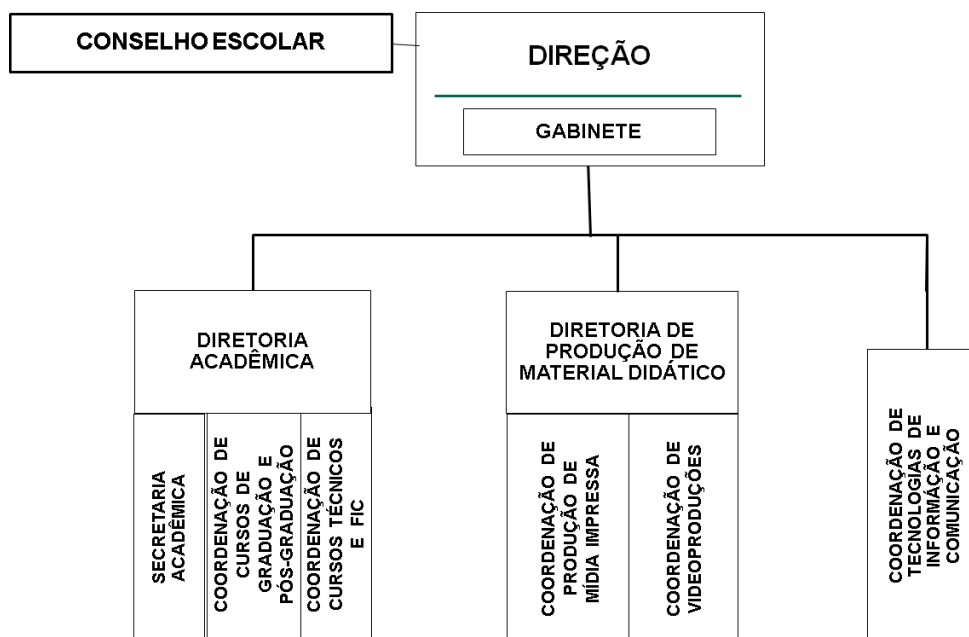 CONSELHO ESCOLAR
DIREÇÃO
GABINETE
DIRETORIA
ACADÊMICA
SECRETARIA
ACADÊMICA
COORDENAÇÃO DE
CURSOS DE
GRADUAÇÃO E
PÓS-GRADUAÇÃO
COORDENAÇÃO DE
CURSOS TÉCNICOS
E FIC
DIRETORIA DE
PRODUÇÃO DE
MATERIAL DIDÁTICO
COORDENAÇÃO DE
PRODUÇÃO DE
MÍDIA IMPRESSA
COORDENAÇÃO DE
VIDEOPRODUÇÕES
COORDENAÇÃO DE
TECNOLOGIAS DE
INFORMÁÇÃO E
COMUNICAÇÃO